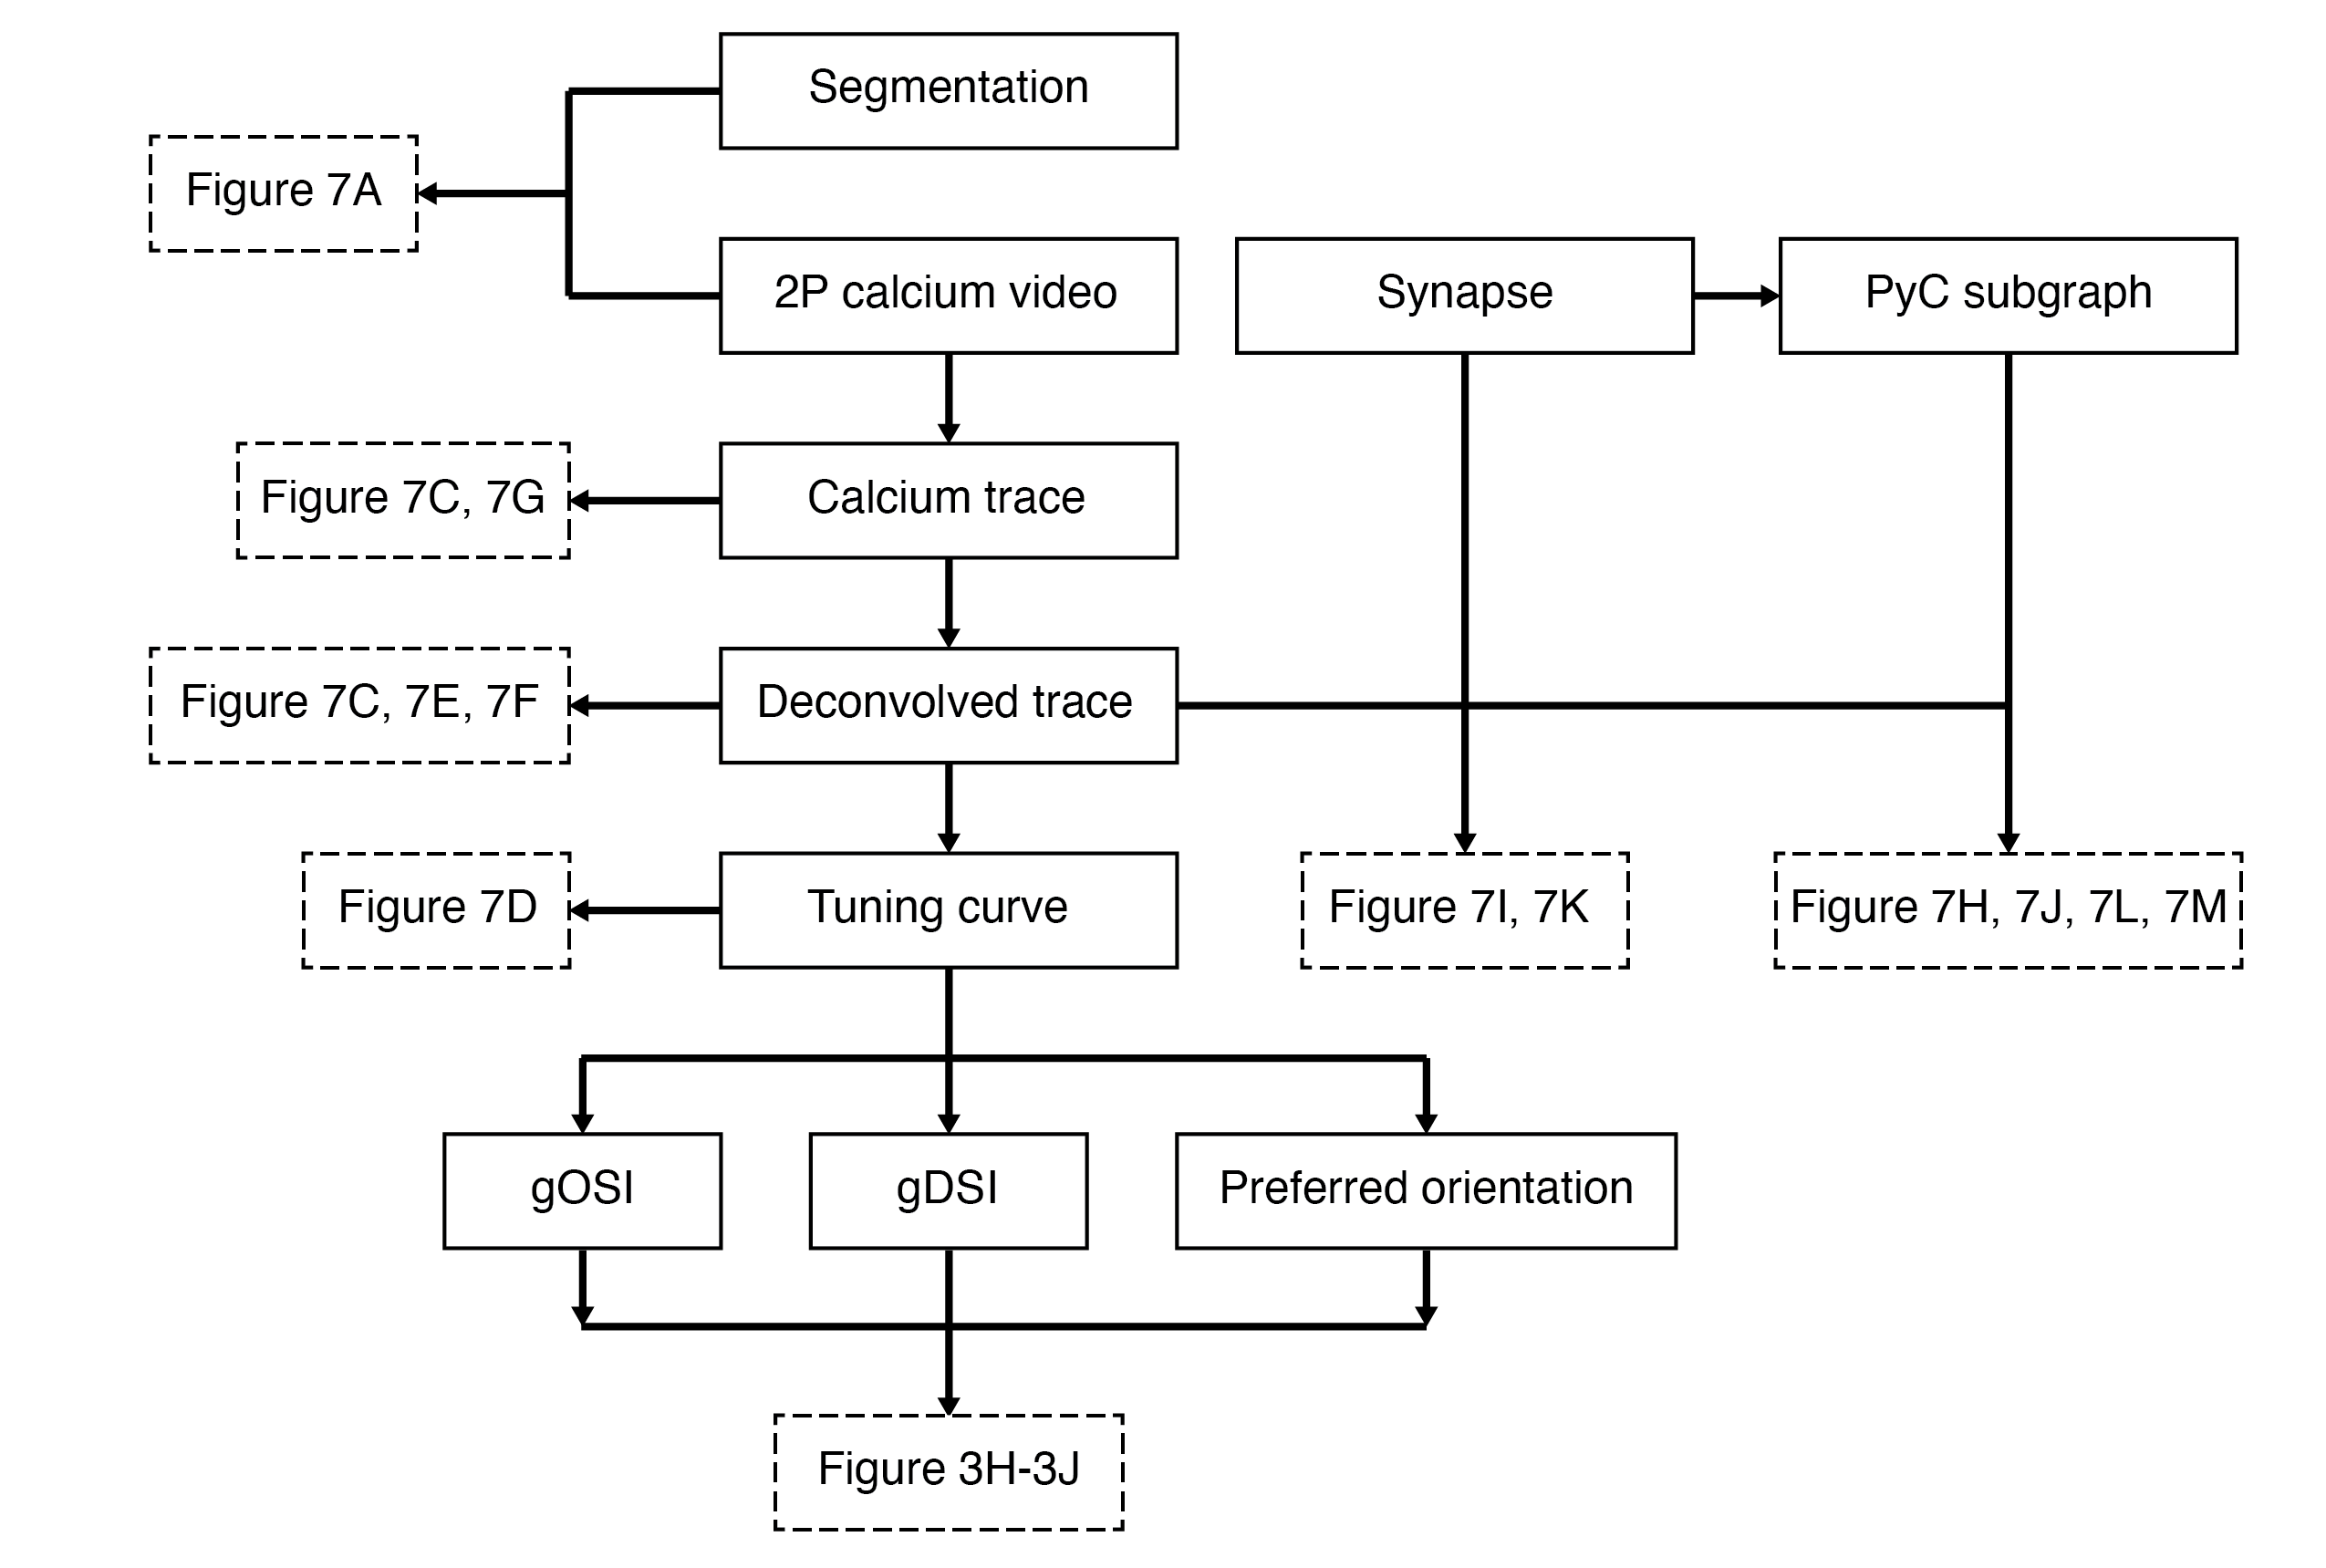 Segmentation
Figure 7A
2P calcium video
Synapse
PyC subgraph
Figure 7C, 7G
Calcium trace
Figure 7C, 7E, 7F
Deconvolved trace
Figure 7D
Tuning curve
Figure 7I, 7K
Figure 7H, 7J, 7L, 7M
gOSI
gDSI
Preferred orientation
Figure 3H-3J